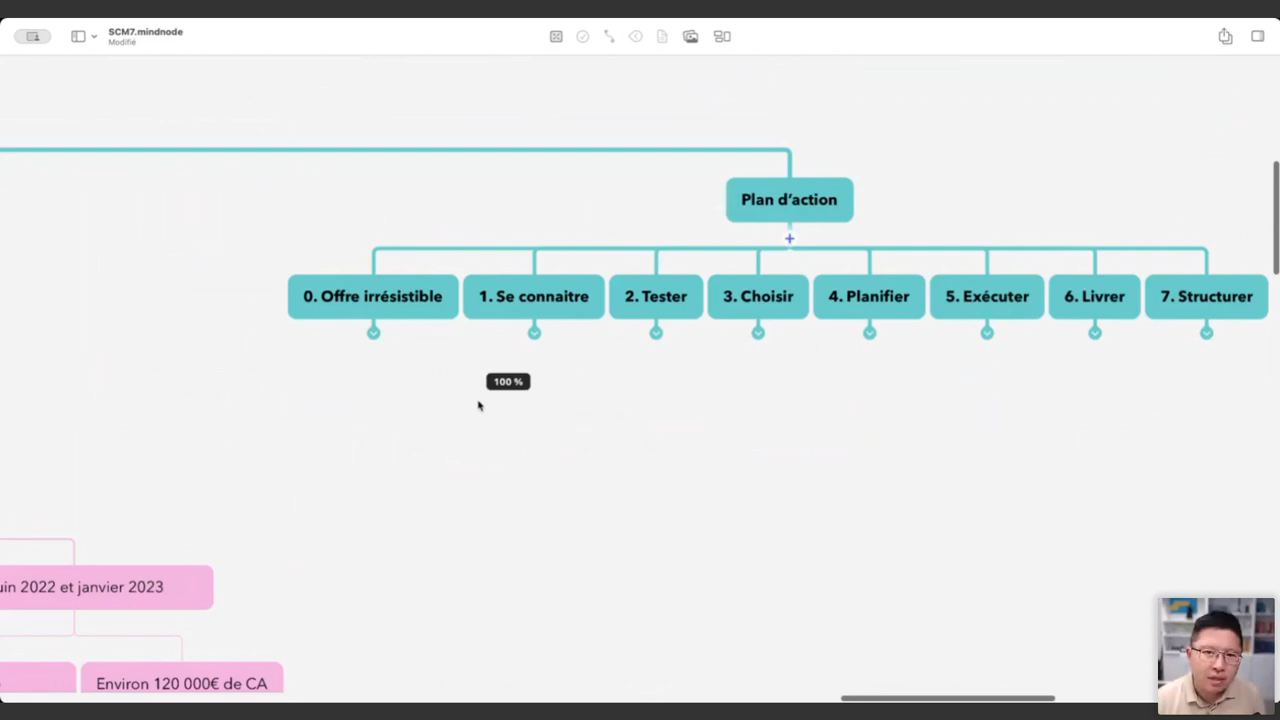 SCM7.mindnode
Modifié
Plan d’action
0. Offre irrésistible
1. Se connaitre
2. Tester
3. Choisir
4. Planifier
5. Exécuter
6. Livrer
7. Structurer
100 %
2022 et janvier 2023
Environ 120 000€ de CA